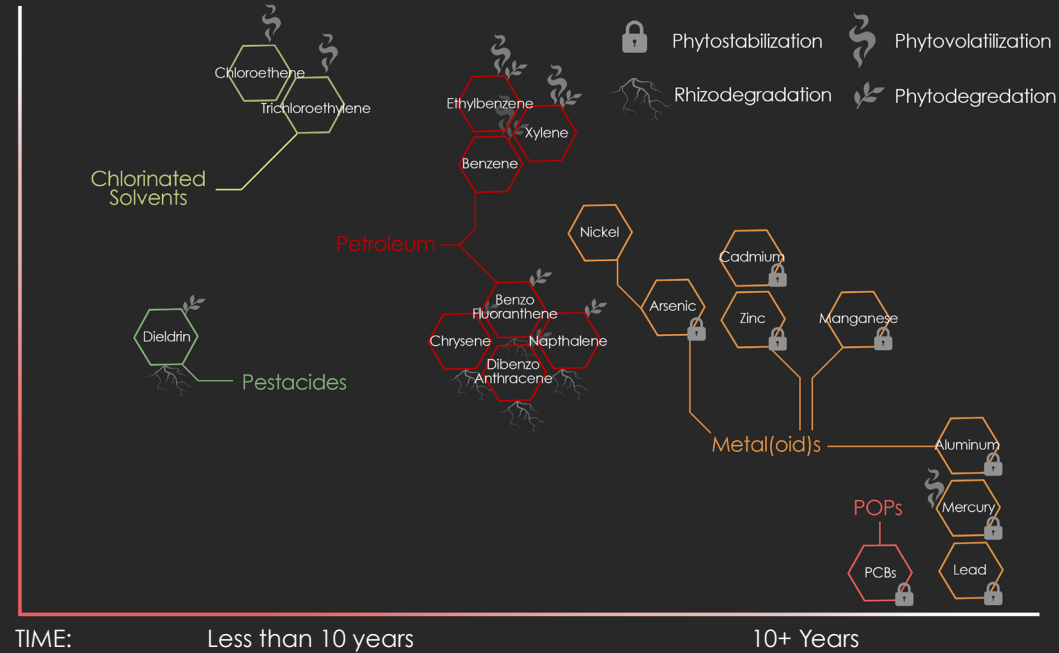 Phytostabilization
Phytovolatilization
Rhizodegradation
Phytodegredation
Chloroethene
Trichloroethylene
Chlorinated
Solvents
Ethylbenzene
Xylene
Benzene
Petroleum
Nickel
Cadmium
Arsenic
Zinc
Manganese
Benzo
Fluoranthene
Chrysene
Napthalene
Dibenzo
Anthracene
Dieldrin
Pestacides
Metal(oid)s
Aluminum
POPs
Mercury
PCBs
Lead
TIME:
Less than 10 years
10+ Years